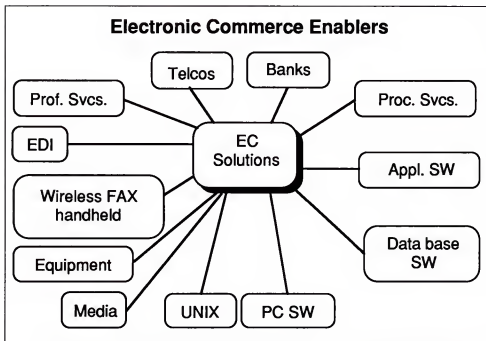 Electronic Commerce Enablers
Telcos
Banks
Prof. Svcs.
Proc. Svcs.
EDI
EC
Solutions
Appl. SW
Wireless FAX
handheld
Data base
SW
Equipment
Media
UNIX
PC SW